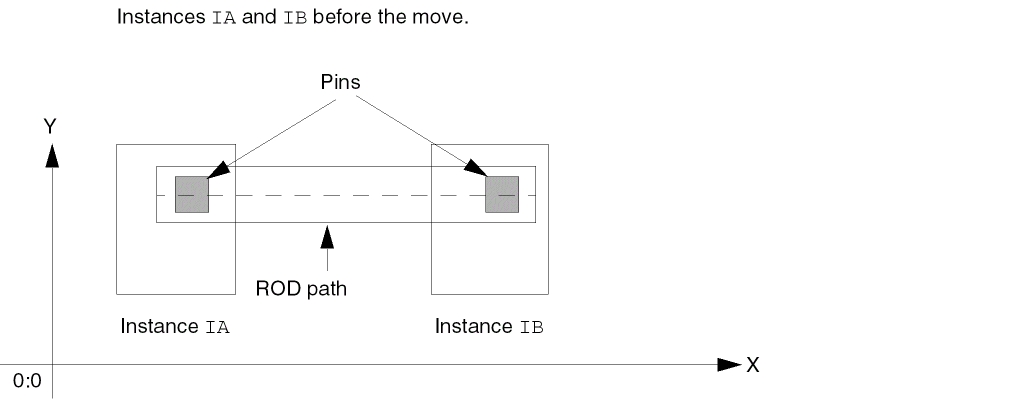 Instances IA and IB before the move.
Pins
Y
ROD path
Instance IA
Instance IB
X
0:0